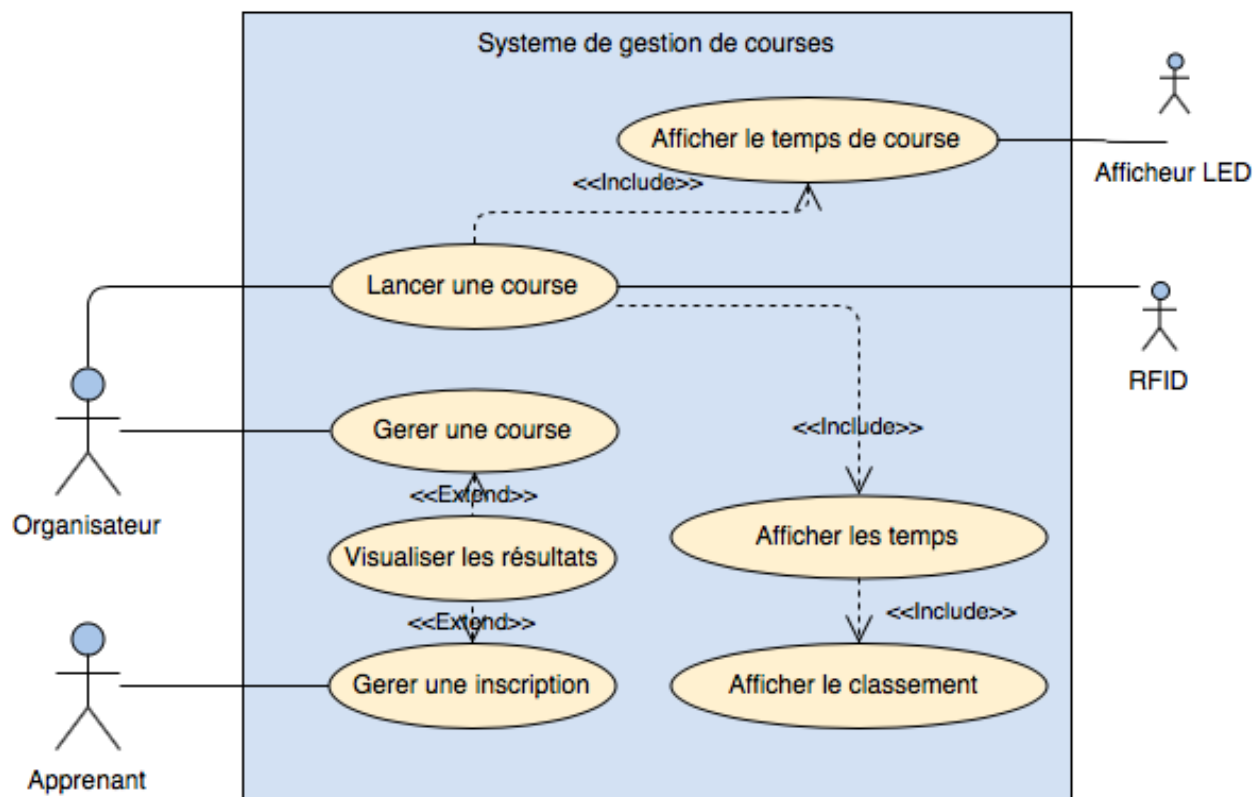 Systeme de gestion de courses
Afficher le temps de course
Afficheur LED
<<Include>>
Lancer une course
RFID
Gerer une course
<<Include>>
<<Extend>>
Organisateur
Visualiser les résultats
Afficher les temps
<<Extend>>
<<Include>>
Gerer une inscription
Afficher le classement
Apprenant